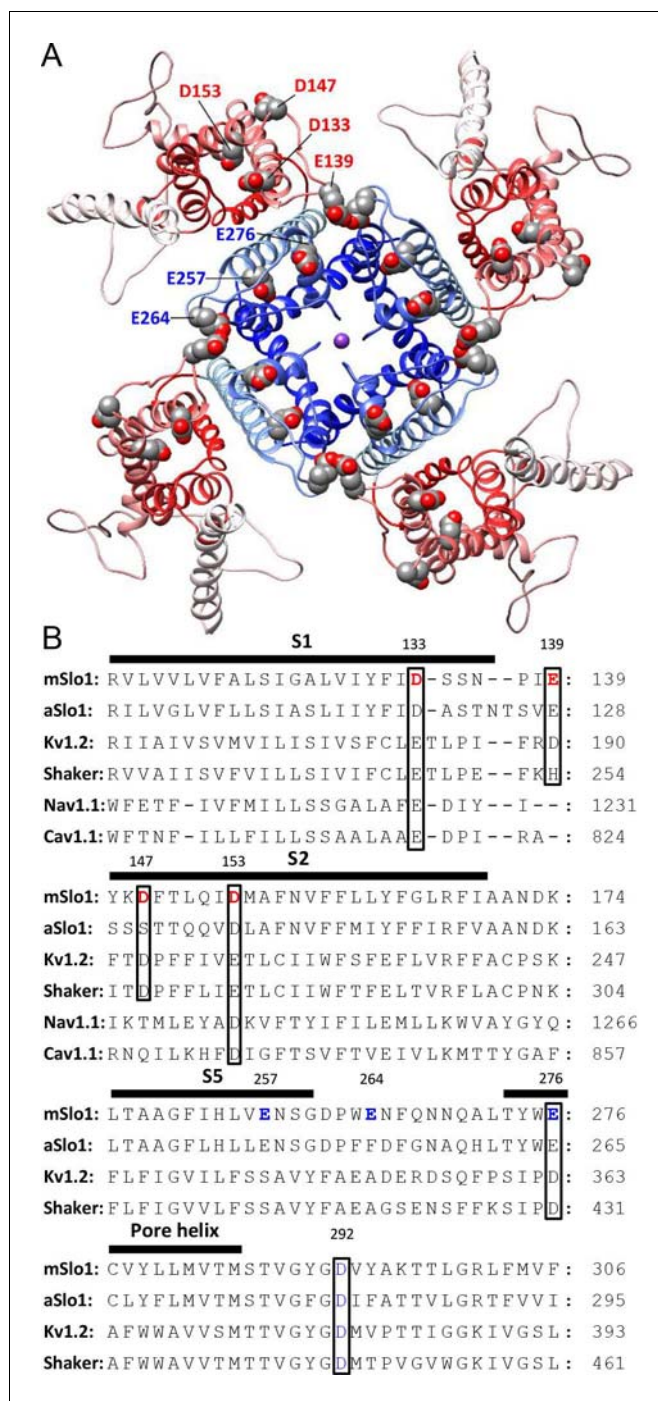 A
D153
D147
D133
E139
E276
E257
E264
B
S1 133 139
mSlo1: RVLVVLVFALSIGALVIYFID-SSN--PIE : 139
aSlo1: RILVGLVFLLSIASLIIYFID-ASTNTSVE : 128
Kv1.2: RIIAIVSVMVILISIVSFCLETLPI--FRD : 190
Shaker: RVVAIISVFVILLSIVIFCLETLPE--FKH : 254
Nav1.1: WFETF-IVFMILLSSGALAFE-DIY--I-- : 1231
Cav1.1: WFTNF-ILLFILLSSAALAAE-DPI--RA- : 824
147 153 S2
mSlo1: YKDFTLQIDMAFNVFFLLYFGLRFIAANDK : 174
aSlo1: SSSTTQQVDLAFNVFFMIYFFIRFVAANDK : 163
Kv1.2: FTDPFFIVETLCIIWFSFEFLVRFFACPSK : 247
Shaker: ITDPFFLIETLCIIWFTFELTVRFLACPNK : 304
Nav1.1: IKTMLEYADKVFTYIFILEMLLKWVAYGYQ : 1266
Cav1.1: RNQILKHFDIGFTSVFTVEIVLKMTTYGAF : 857
S5 257 264 276
mSlo1: LTAAGFIHLVENSGDPWENFQNNQALTYWE : 276
aSlo1: LTAAGFLHLLENSGDPFFDFGNAQHLTYWE : 265
Kv1.2: FLFIGVILFSSAVYFAEADERDSQFPSIPD : 363
Shaker: FLFIGVVLFSSAVYFAEAGSENSFFKSIPD : 431
Pore helix 292
mSlo1: CVYLLMVTMSTVGYGDVYAKTTLGRLFMVF : 306
aSlo1: CLYFLMVTMSTVGFGDIFATTVLGRTFVVI : 295
Kv1.2: AFWWAVVSMTTVGYGDMVPTTIGGKIVGSL : 393
Shaker: AFWWAVVTMTTVGYGDMTPVGVWGKIVGSL : 461